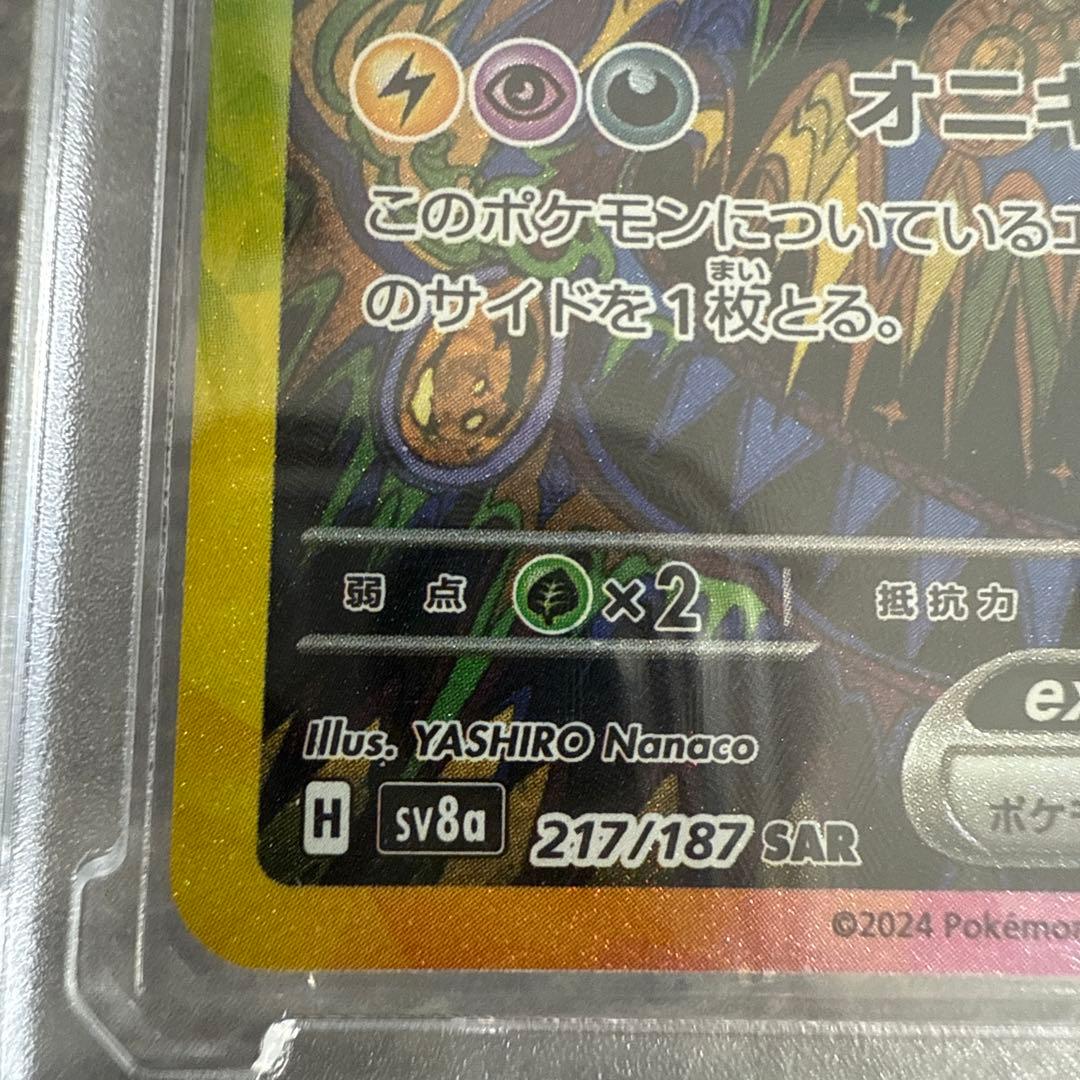 オニキ
このポケモンについているエ
のサイドを1枚とる。
まい
弱 点 ×2 抵抗力
ex
Illus. YASHIRO Nanaco
ポケモ
H sv8a 217/187 SAR
©2024 Pokémon